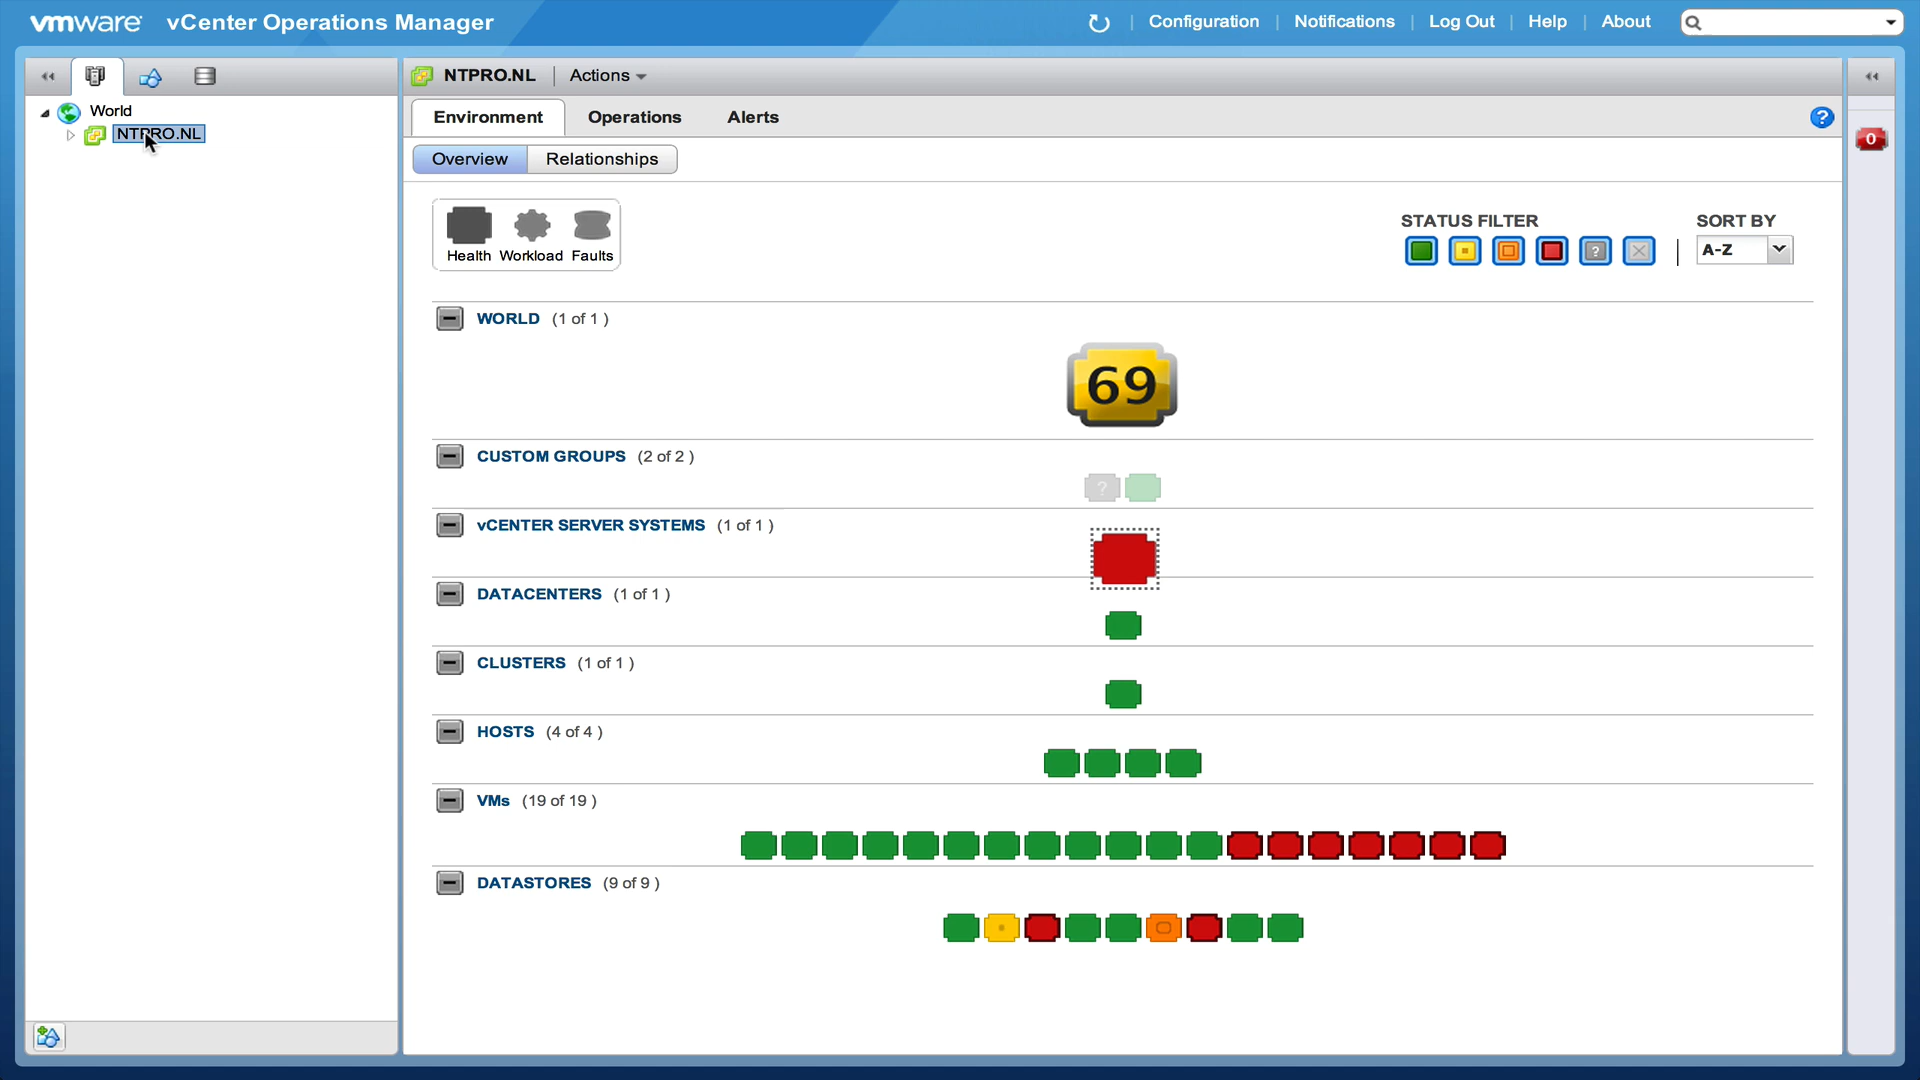 vmware vCenter Operations Manager
Configuration Notifications Log Out Help About
World
NTPRO.NL
NTPRO.NL Actions
Environment Operations Alerts
?
0
Overview Relationships
Health Workload Faults
STATUS FILTER
?
SORT BY
A-Z
WORLD (1 of 1 )
69
CUSTOM GROUPS (2 of 2 )
?
vCENTER SERVER SYSTEMS (1 of 1 )
DATACENTERS (1 of 1 )
CLUSTERS (1 of 1 )
HOSTS (4 of 4 )
VMs (19 of 19 )
DATASTORES (9 of 9 )